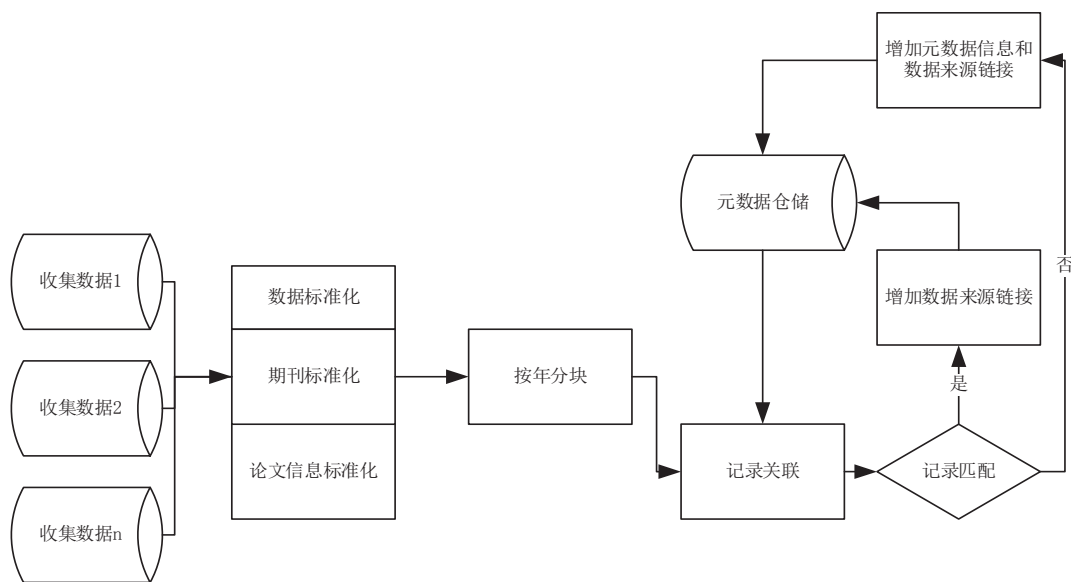 增加元数据信息和
数据来源链接
元数据仓储
收集数据1
数据标准化
增加数据来源链接
否
期刊标准化
按年分块
是
收集数据2
论文信息标准化
记录关联
记录匹配
收集数据n